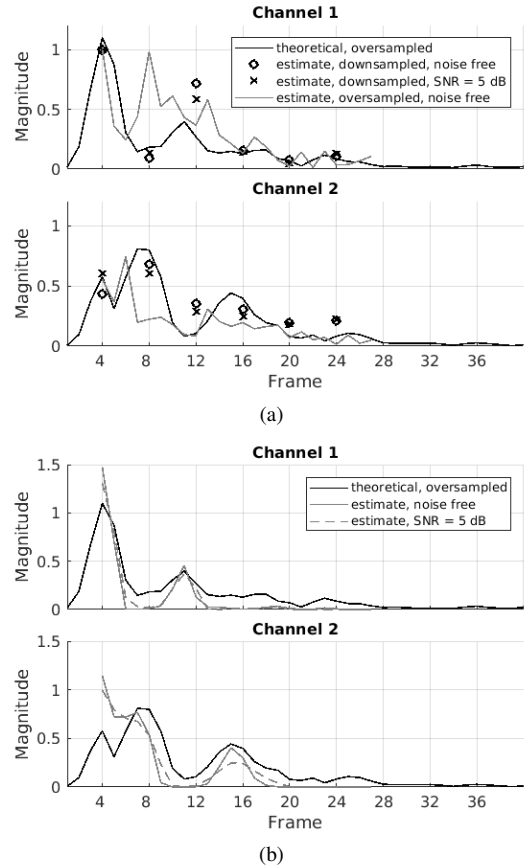 Channel 1
Magnitude
1
0.5
0
theoretical, oversampled
estimate, downsampled, noise free
estimate, downsampled, SNR = 5 dB
estimate, oversampled, noise free
Channel 2
Magnitude
1
0.5
0
4 8 12 16 20 24 28 32 36
Frame
(a)
Channel 1
Magnitude
1.5
1
0.5
0
theoretical, oversampled
estimate, noise free
estimate, SNR = 5 dB
Channel 2
Magnitude
1.5
1
0.5
0
4 8 12 16 20 24 28 32 36
Frame
(b)